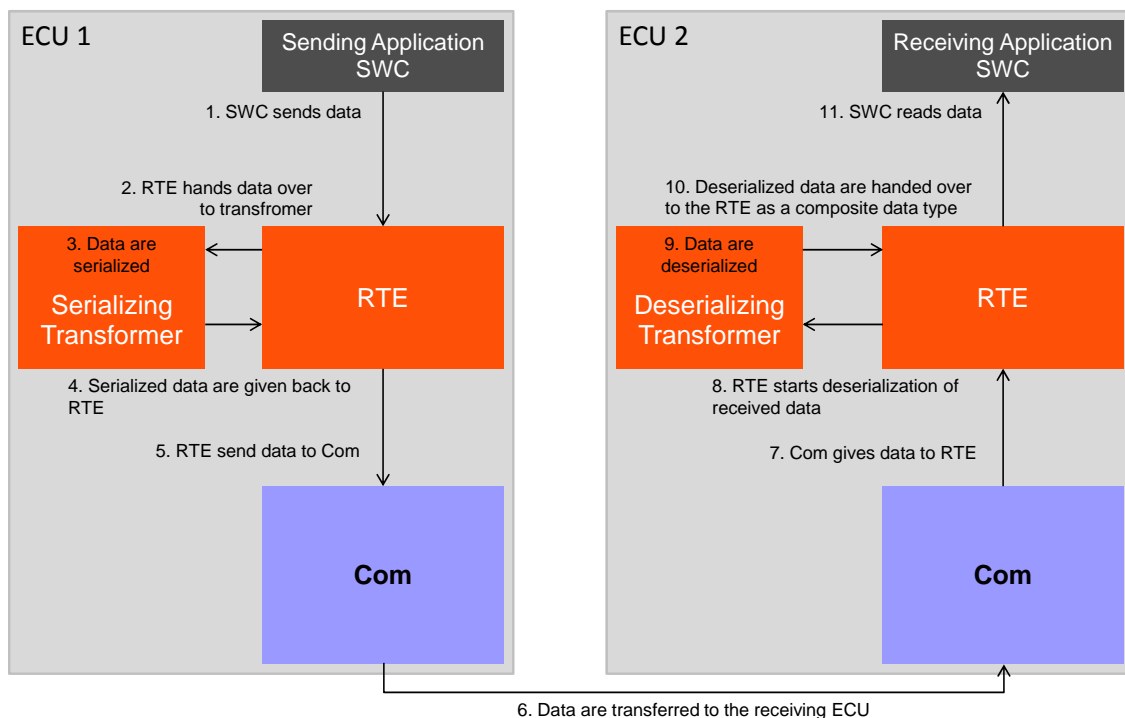 ECU 1
Sending Application
SWC
1. SWC sends data
2. RTE hands data over
to transfromer
3. Data are
serialized
Serializing
Transformer
RTE
4. Serialized data are given back to
RTE
5. RTE send data to Com
Com
6. Data are transferred to the receiving ECU
ECU 2
Receiving Application
SWC
11. SWC reads data
10. Deserialized data are handed over
to the RTE as a composite data type
9. Data are
deserialized
Deserializing
Transformer
RTE
8. RTE starts deserialization of
received data
7. Com gives data to RTE
Com